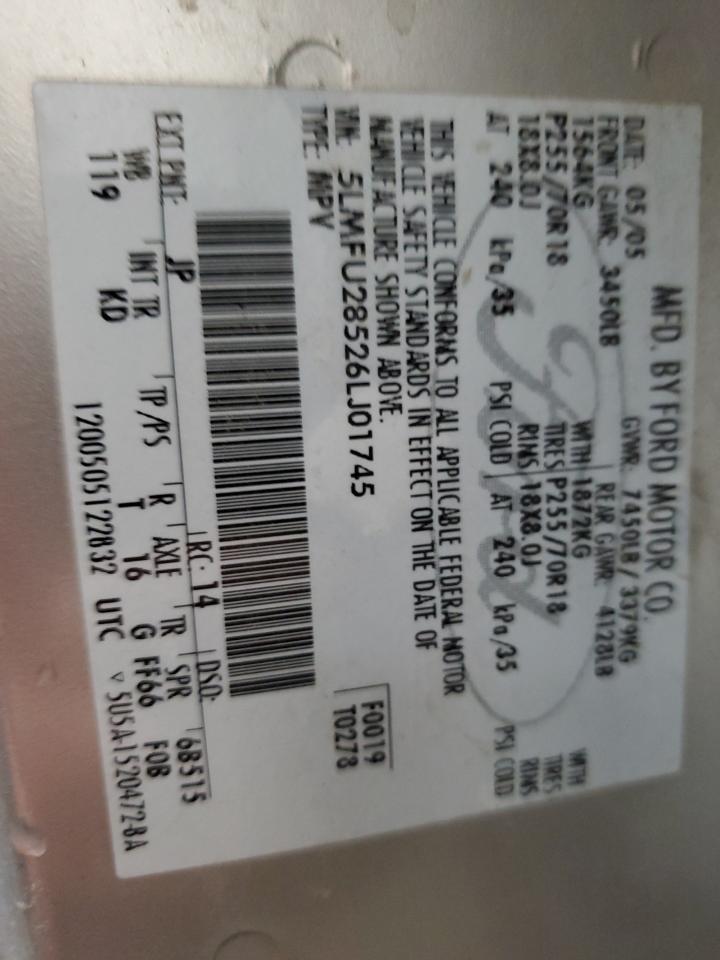 MFD. BY FORD MOTOR CO.
DATE: 05/05 GVWR: 7450LB / 3379KG
FRONT GAWR: 3450LB REAR GAWR: 4128LB
1564KG WITH 1872KG WITH
P255/70R18 TIRES P255/70R18 TIRES
18X8.0J RIMS 18X8.0J RIMS
AT 240 kPa/35 PSI COLD AT 240 kPa/35 PSI COLD
THIS VEHICLE CONFORMS TO ALL APPLICABLE FEDERAL MOTOR
VEHICLE SAFETY STANDARDS IN EFFECT ON THE DATE OF
MANUFACTURE SHOWN ABOVE.
VIN: 5LMFU28526LJ01745 F0019
TYPE: MPV T0278
RC: 14 DSO: 6B515
EXT PNT: JP
WB INT TR TP/PS R AXLE TR SPR
119 KD T 16 G FF66 F0B
12005051228 32 UTC ▽ 5U5A-1520472-BA